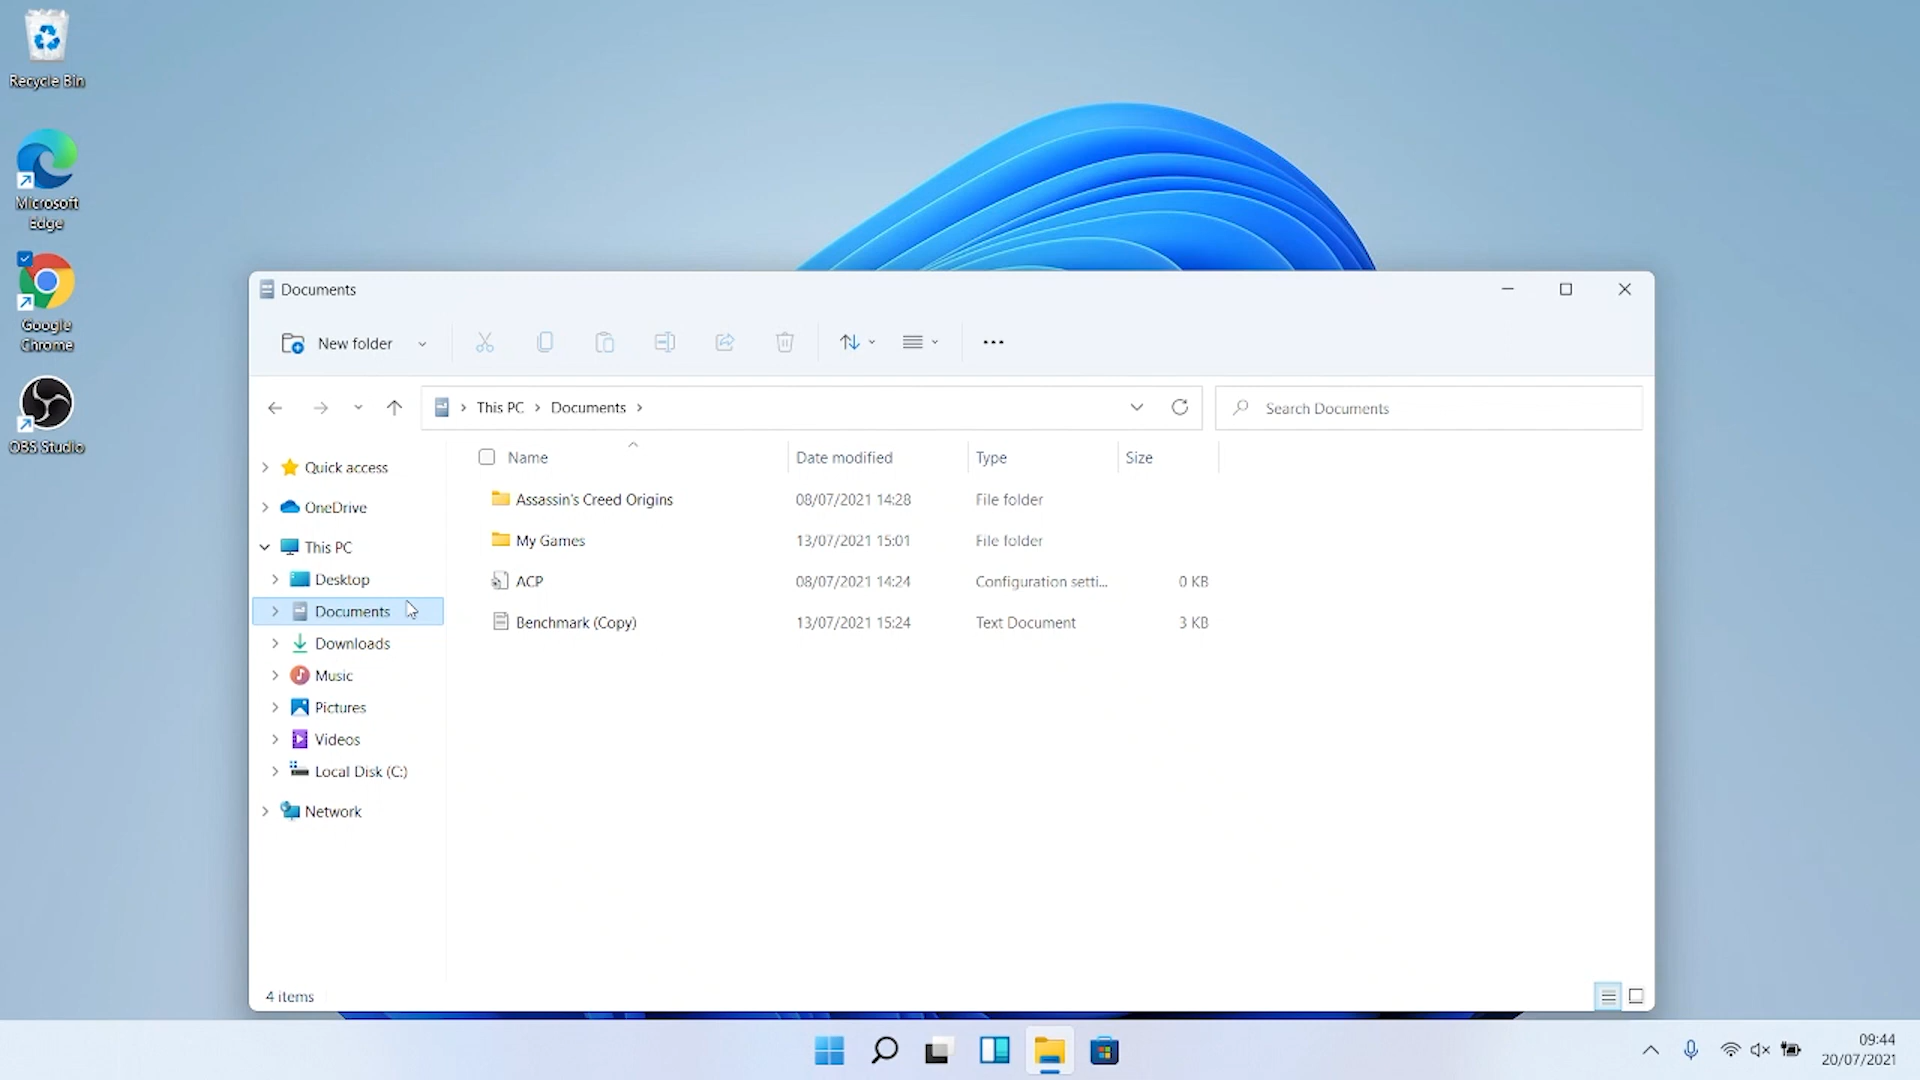 Recycle Bin
Microsoft
Edge
Google
Chrome
OBS Studio
Documents
New folder
This PC
Documents
Search Documents
Name
Date modified
Type
Size
Quick access
OneDrive
This PC
Desktop
Documents
Downloads
Music
Pictures
Videos
Local Disk (C:)
Network
Assassin's Creed Origins 08/07/2021 14:28 File folder
My Games 13/07/2021 15:01 File folder
ACP 08/07/2021 14:24 Configuration setti... 0 KB
Benchmark (Copy) 13/07/2021 15:24 Text Document 3 KB
4 items
09:44
20/07/2021